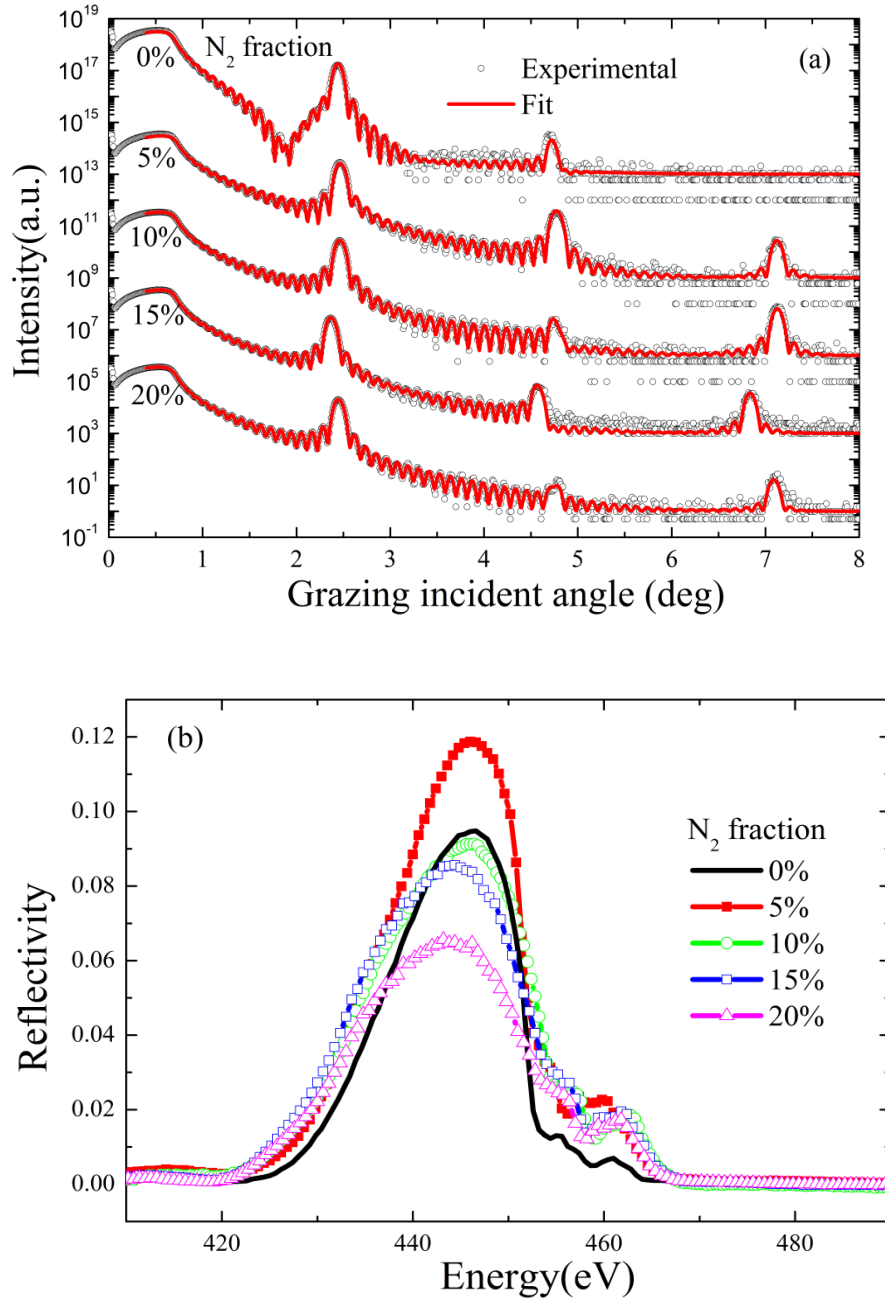 10^19
10^17
10^15
10^13
10^11
10^9
10^7
10^5
10^3
10^1
10^-1
Intensity(a.u.)
N_2 fraction
(a)
Experimental
Fit
0%
5%
10%
15%
20%
0 1 2 3 4 5 6 7 8
Grazing incident angle (deg)
(b)
0.12
0.10
0.08
0.06
0.04
0.02
0.00
Reflectivity
N_2 fraction
0%
5%
10%
15%
20%
420 440 460 480
Energy(eV)